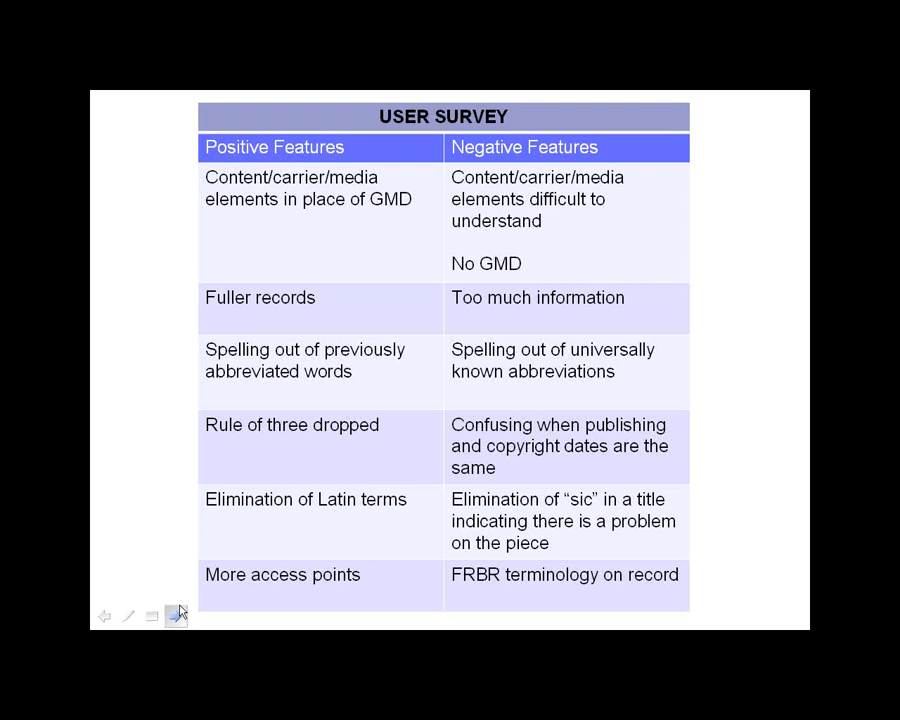 USER SURVEY
Positive Features
Negative Features
Content/carrier/media
elements in place of GMD
Content/carrier/media
elements difficult to
understand
No GMD
Fuller records
Too much information
Spelling out of previously
abbreviated words
Spelling out of universally
known abbreviations
Rule of three dropped
Confusing when publishing
and copyright dates are the
same
Elimination of Latin terms
Elimination of “sic” in a title
indicating there is a problem
on the piece
More access points
FRBR terminology on record